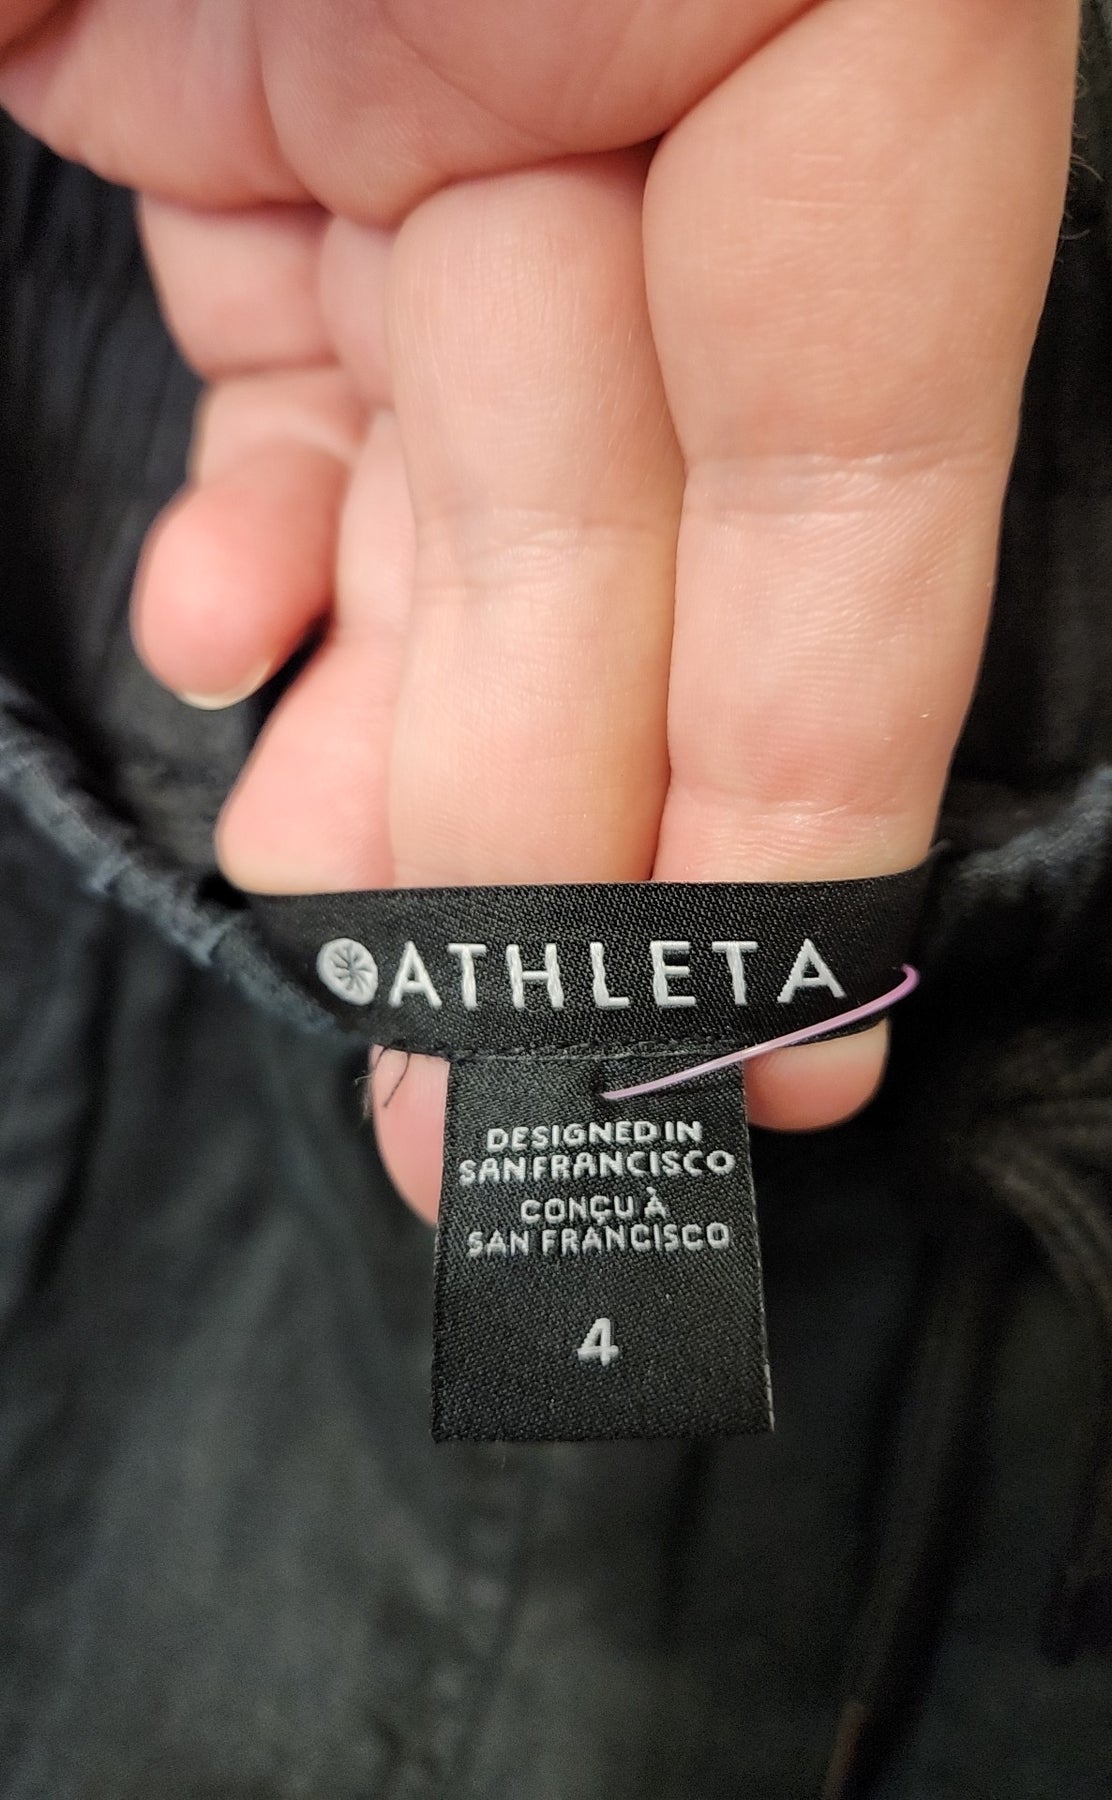 ATHLETA
DESIGNED IN
SAN FRANCISCO
CONÇU À
SAN FRANCISCO
4